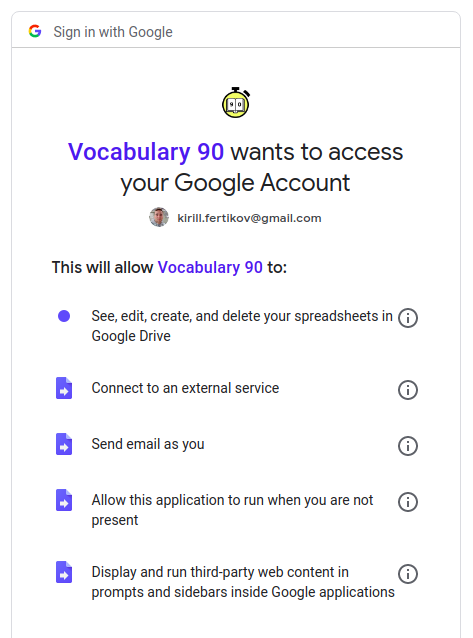 Sign in with Google
90
Vocabulary 90 wants to access
your Google Account
kirill.fertikov@gmail.com
This will allow Vocabulary 90 to:
See, edit, create, and delete your spreadsheets in
Google Drive
Connect to an external service
Send email as you
Allow this application to run when you are not
present
Display and run third-party web content in
prompts and sidebars inside Google applications